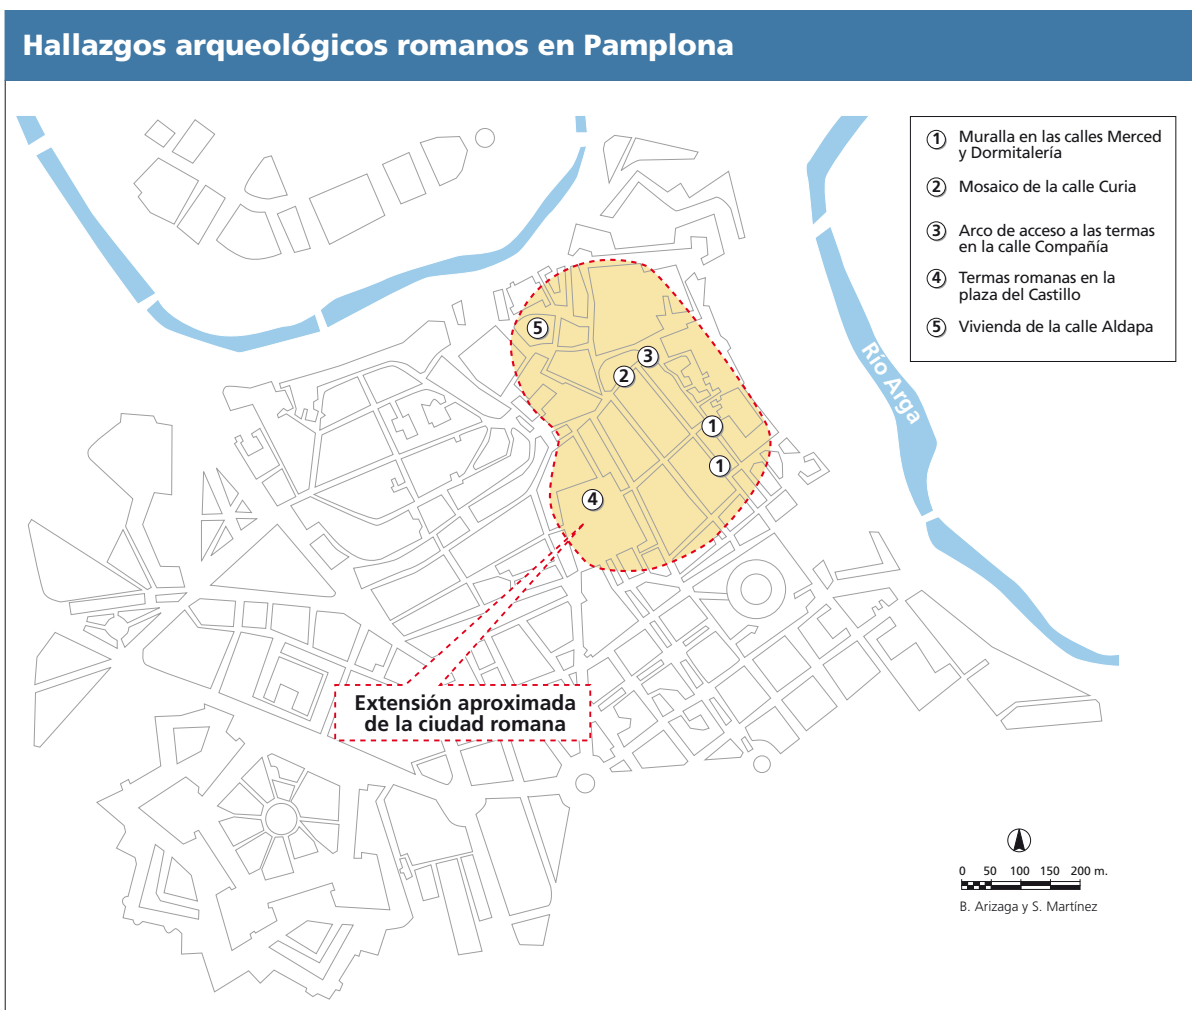 Hallazgos arqueológicos romanos en Pamplona
1 Muralla en las calles Merced
y Dormitalería
2 Mosaico de la calle Curia
3 Arco de acceso a las termas
en la calle Compañía
4 Termas romanas en la
plaza del Castillo
5 Vivienda de la calle Aldapa
Río Arga
5
3
2
1
1
4
Extensión aproximada
de la ciudad romana
0 50 100 150 200 m.
B. Arizaga y S. Martínez